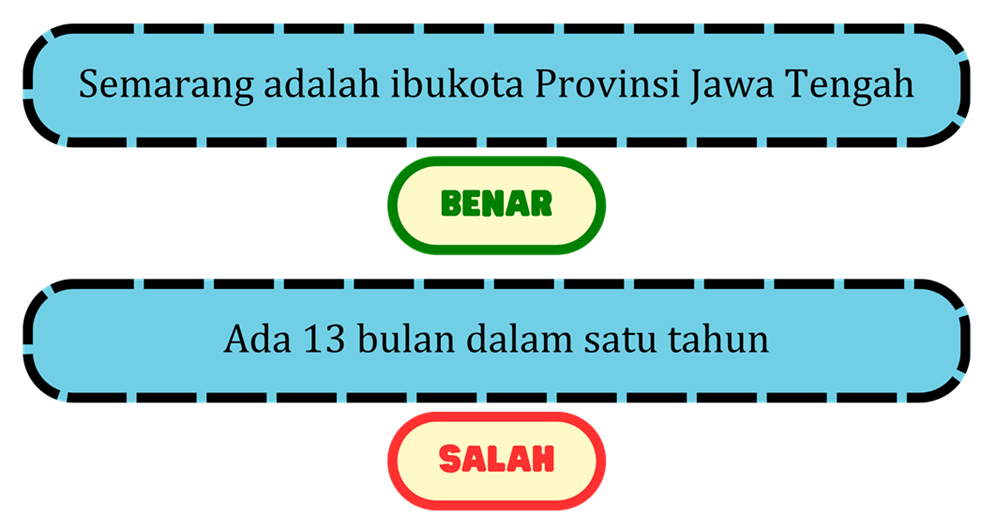 Semarang adalah ibukota Provinsi Jawa Tengah
BENAR
Ada 13 bulan dalam satu tahun
SALAH